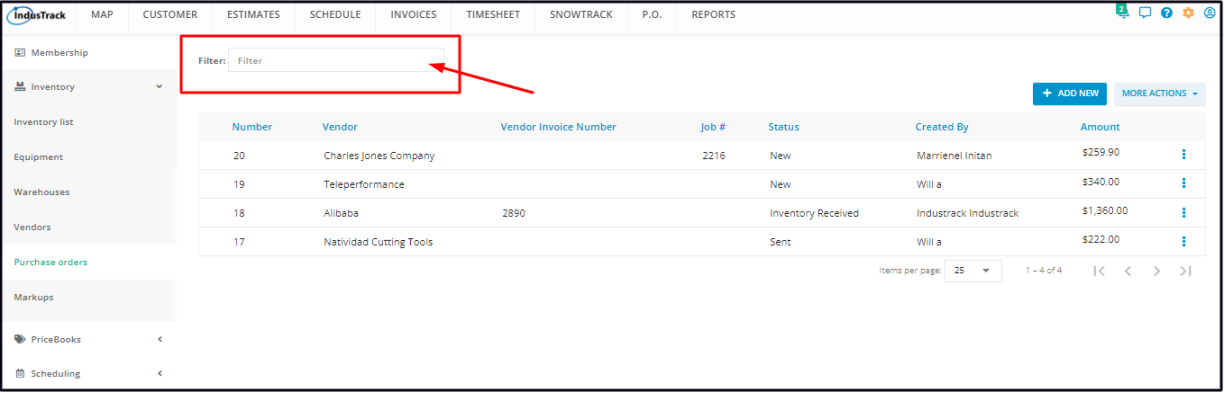 IndusTrack MAP CUSTOMER ESTIMATES SCHEDULE INVOICES TIMESHEET SNOWTRACK P.O. REPORTS 2
Membership
Filter: Filter
Inventory
+ ADD NEW MORE ACTIONS
Inventory list
Number Vendor Vendor Invoice Number Job # Status Created By Amount
Equipment
20 Charles Jones Company 2216 New Marrienel Initan $259.90
19 Teleperformance New Will a $340.00
Warehouses
18 Alibaba 2890 Inventory Received Industrack Industrack $1,360.00
Vendors
17 Natividad Cutting Tools Sent Will a $222.00
Purchase orders
Items per page: 25 1 – 4 of 4
Markups
PriceBooks
Scheduling